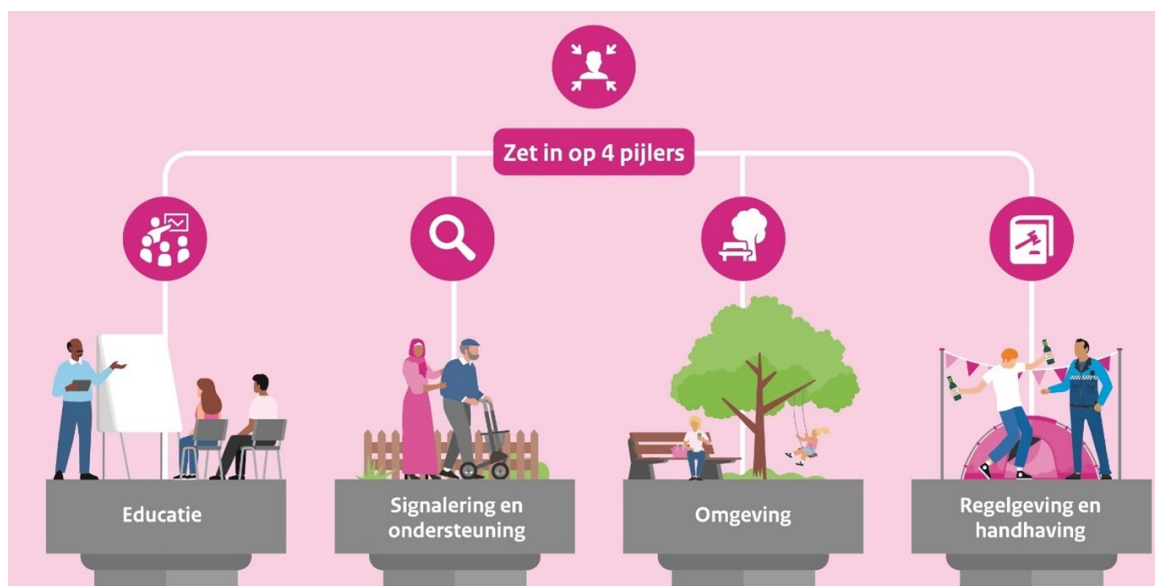 Zet in op 4 pijlers
Educatie
Signalering en
ondersteuning
Omgeving
Regelgeving en
handhaving